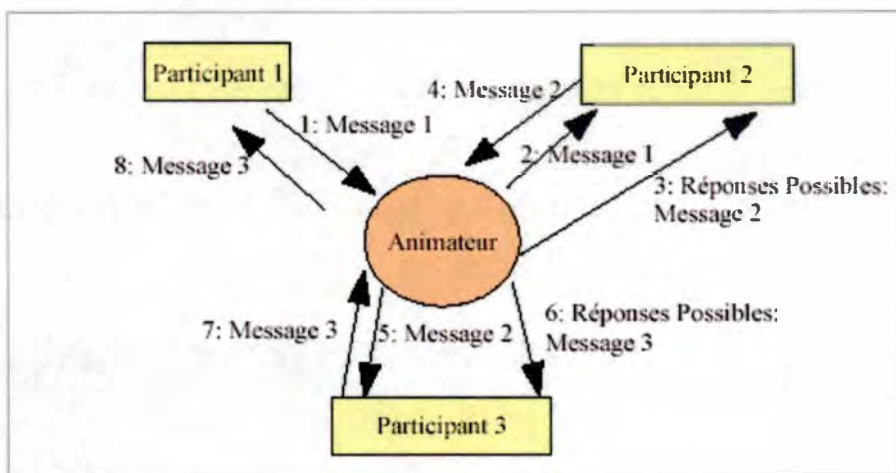 Participant 1
Participant 2
4: Message 2
1: Message 1
2: Message 1
8: Message 3
3: Réponses Possibles:
Message 2
Animateur
7: Message 3
5: Message 2
6: Réponses Possibles:
Message 3
Participant 3